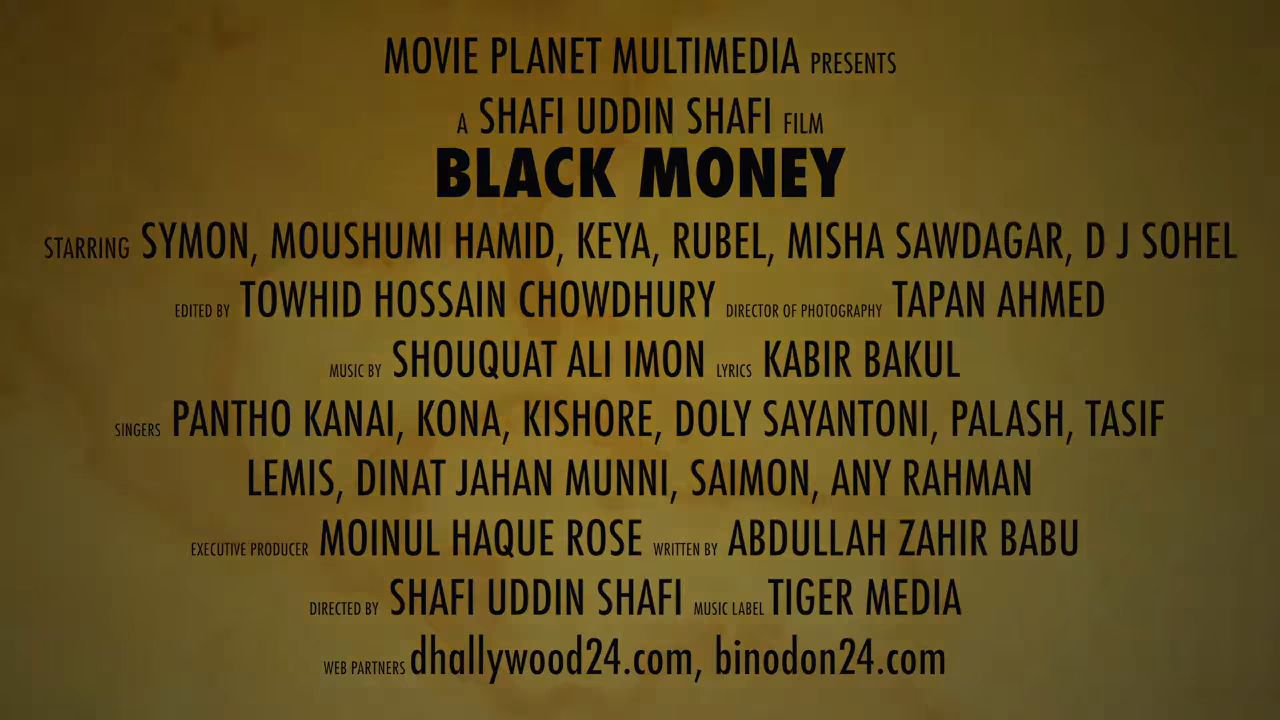 MOVIE PLANET MULTIMEDIA PRESENTS
A SHAFI UDDIN SHAFI FILM
BLACK MONEY
STARRING SYMON, MOUSHUMI HAMID, KEYA, RUBEL, MISHA SAWDAGAR, D J SOHEL
EDITED BY TOWHID HOSSAIN CHOWDHURY DIRECTOR OF PHOTOGRAPHY TAPAN AHMED
MUSIC BY SHOUQUAT ALI IMON LYRICS KABIR BAKUL
SINGERS PANTHO KANAI, KONA, KISHORE, DOLY SAYANTONI, PALASH, TASIF
LEMIS, DINAT JAHAN MUNNI, SAIMON, ANY RAHMAN
EXECUTIVE PRODUCER MOINUL HAQUE ROSE WRITTEN BY ABDULLAH ZAHIR BABU
DIRECTED BY SHAFI UDDIN SHAFI MUSIC LABEL TIGER MEDIA
WEB PARTNERS dhallywood24.com, binodon24.com